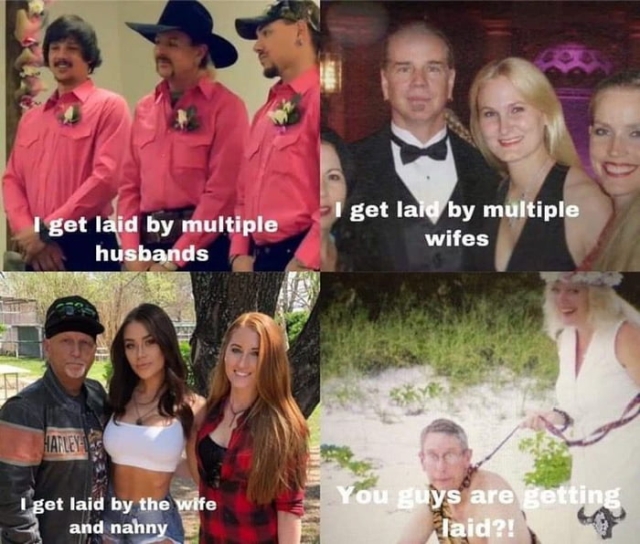 I get laid by multiple
husbands
I get laid by multiple
wifes
HARLEY
I get laid by the wife
and nanny
You guys are getting
laid?!